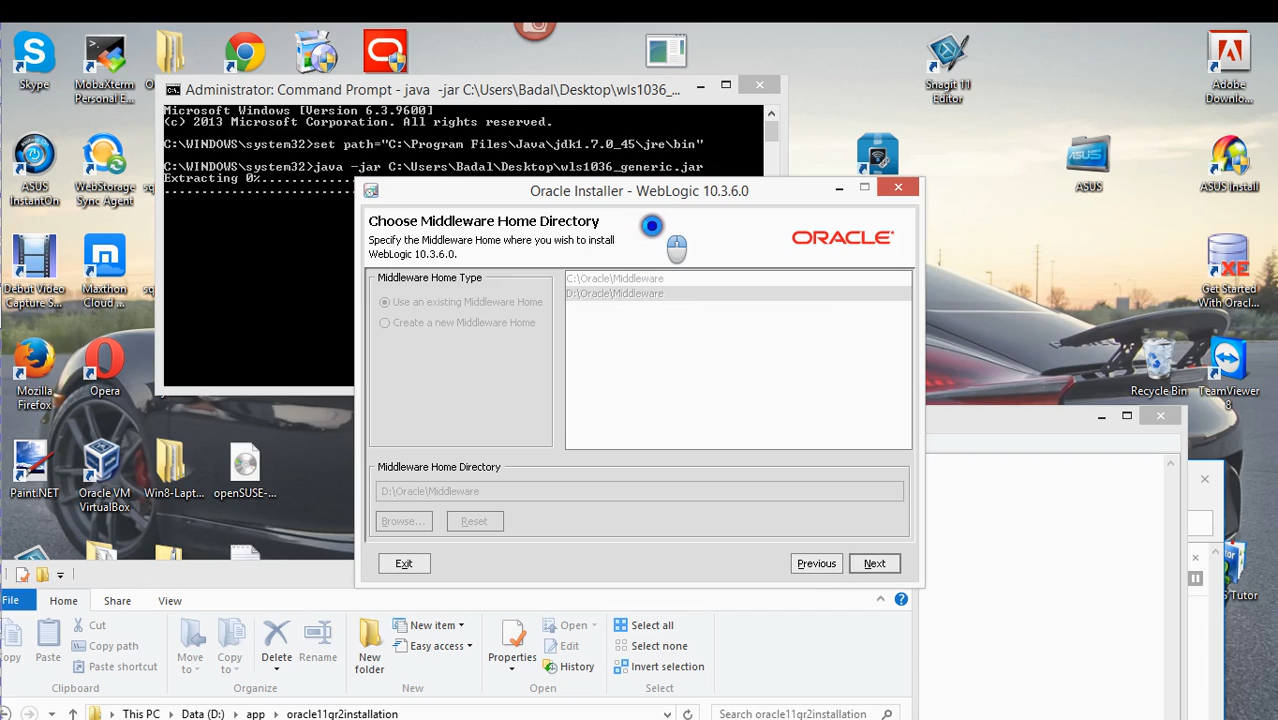 Skype
MobaXterm
Personal E...
Snagit 11
Editor
Adobe
Downlo...
Administrator: Command Prompt - java -jar C:\Users\Badal\Desktop\wls1036_...
Microsoft Windows [Version 6.3.9600]
(c) 2013 Microsoft Corporation. All rights reserved.
C:\WINDOWS\system32>set path="C:\Program Files\Java\jdk1.7.0_45\jre\bin"
C:\WINDOWS\system32>java -jar C:\Users\Badal\Desktop\wls1036_generic.jar
Extracting 0%
ASUS
InstantOn
WebStorage
Sync Agent
sq
ASUS
ASUS
ASUS Install
Oracle Installer - WebLogic 10.3.6.0
Choose Middleware Home Directory
Specify the Middleware Home where you wish to install
WebLogic 10.3.6.0.
ORACLE
Middleware Home Type
Use an existing Middleware Home
Create a new Middleware Home
C:\Oracle\Middleware
D:\Oracle\Middleware
Middleware Home Directory
D:\Oracle\Middleware
Browse...
Reset
Exit
Previous
Next
Debut Video
Capture S...
Maxthon
Cloud ...
sq
XE
Get Started
With Oracl...
Mozilla
Firefox
Opera
Recycle Bin
TeamViewer
8
Paint.NET
Oracle VM
VirtualBox
Win8-Lapt...
openSUSE-...
S Tutor
File
Home
Share
View
Copy
Paste
Cut
Copy path
Paste shortcut
Clipboard
Move
to
Copy
to
Delete
Rename
Organize
New
folder
New item
Easy access
New
Properties
Open
Edit
History
Open
Select all
Select none
Invert selection
Select
This PC
Data (D:)
app
oracle11gr2installation
Search oracle11gr2installation